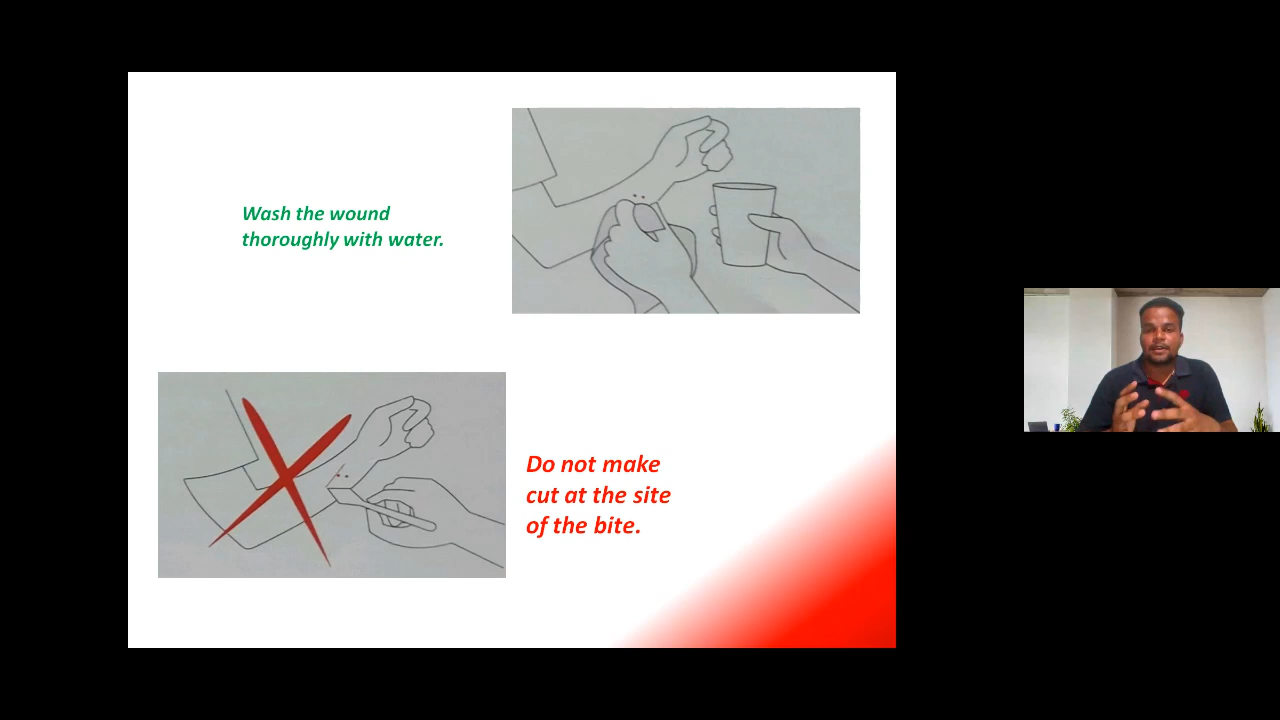 Wash the wound
thoroughly with water.
Do not make
cut at the site
of the bite.